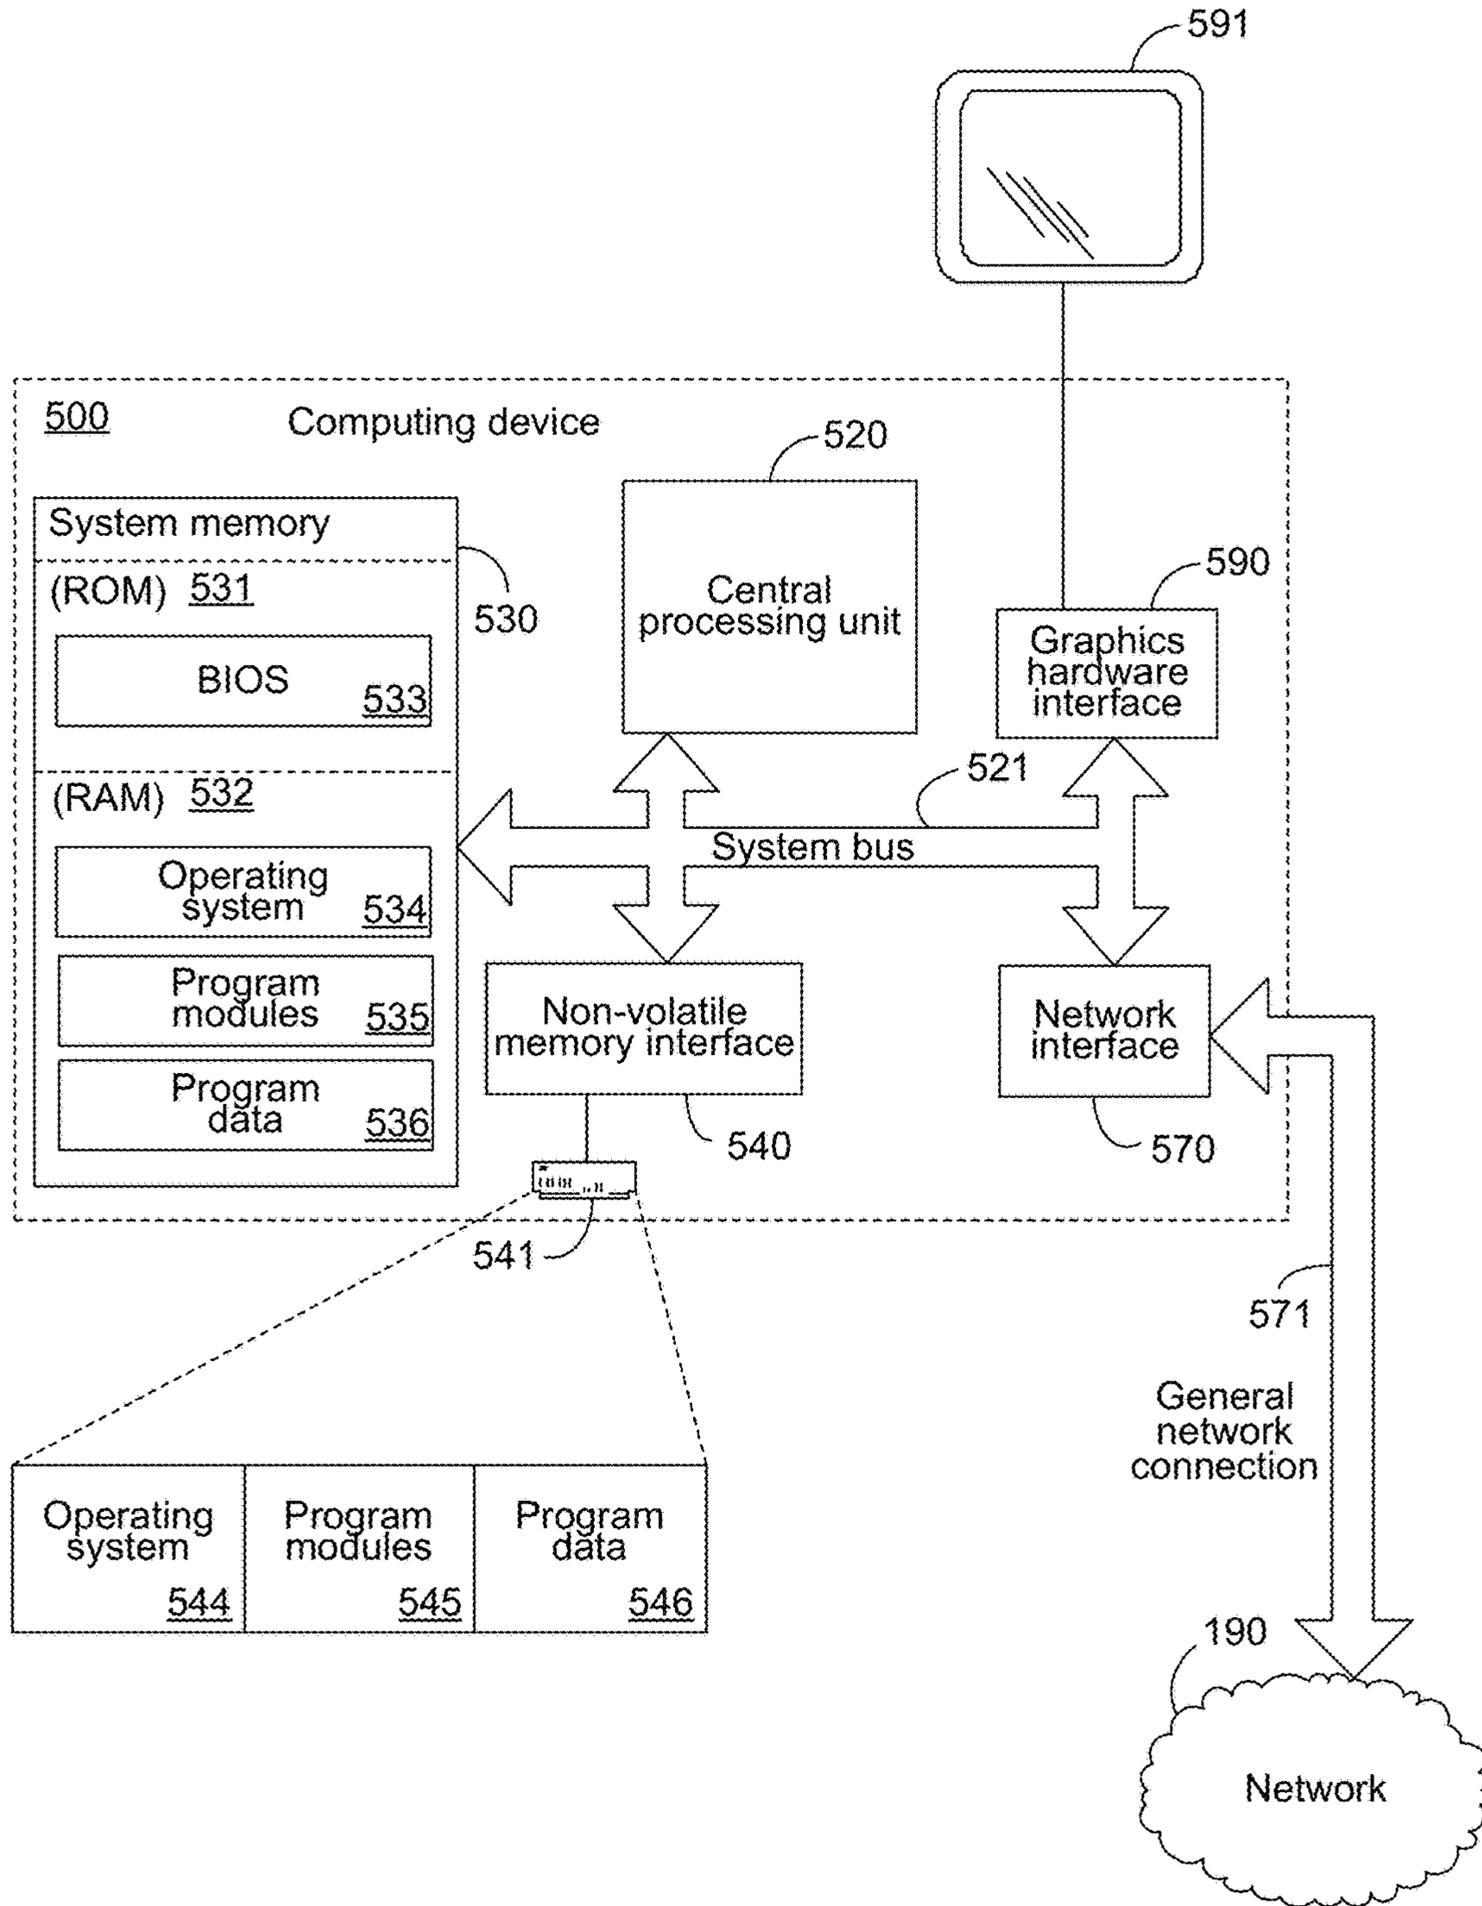 591
500
Computing device
520
System memory
(ROM) 531
530
BIOS
533
Central
processing unit
590
Graphics
hardware
interface
(RAM) 532
521
System bus
Operating
system
534
Program
modules
535
Program
data
536
Non-volatile
memory interface
540
541
Network
interface
570
571
General
network
connection
Operating
system
544
Program
modules
545
Program
data
546
190
Network